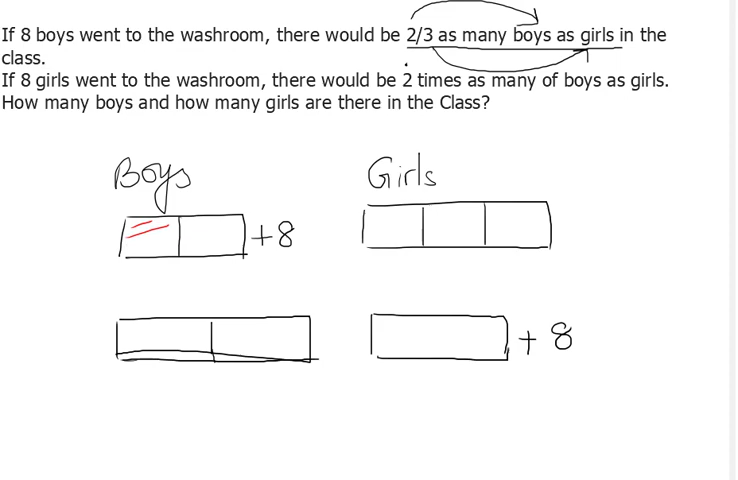 If 8 boys went to the washroom, there would be 2/3 as many boys as girls in the
class.
If 8 girls went to the washroom, there would be 2 times as many of boys as girls.
How many boys and how many girls are there in the Class?
Boys Girls
+8
+ 8